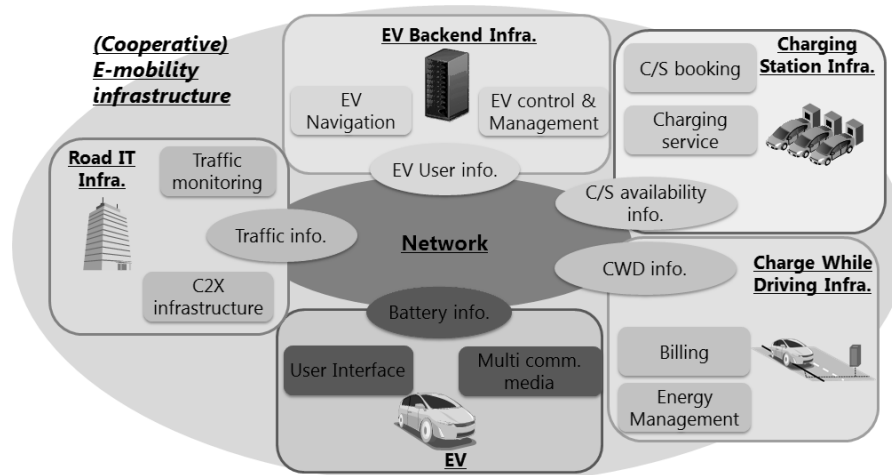 (Cooperative)
E-mobility
infrastructure
EV Backend Infra.
EV
Navigation
EV control &
Management
EV User info.
Charging
Station Infra.
C/S booking
Charging
service
C/S availability
info.
Road IT
Infra.
Traffic
monitoring
Traffic info.
C2X
infrastructure
Network
CWD info.
Charge While
Driving Infra.
Billing
Energy
Management
Battery info.
User Interface
Multi comm.
media
EV